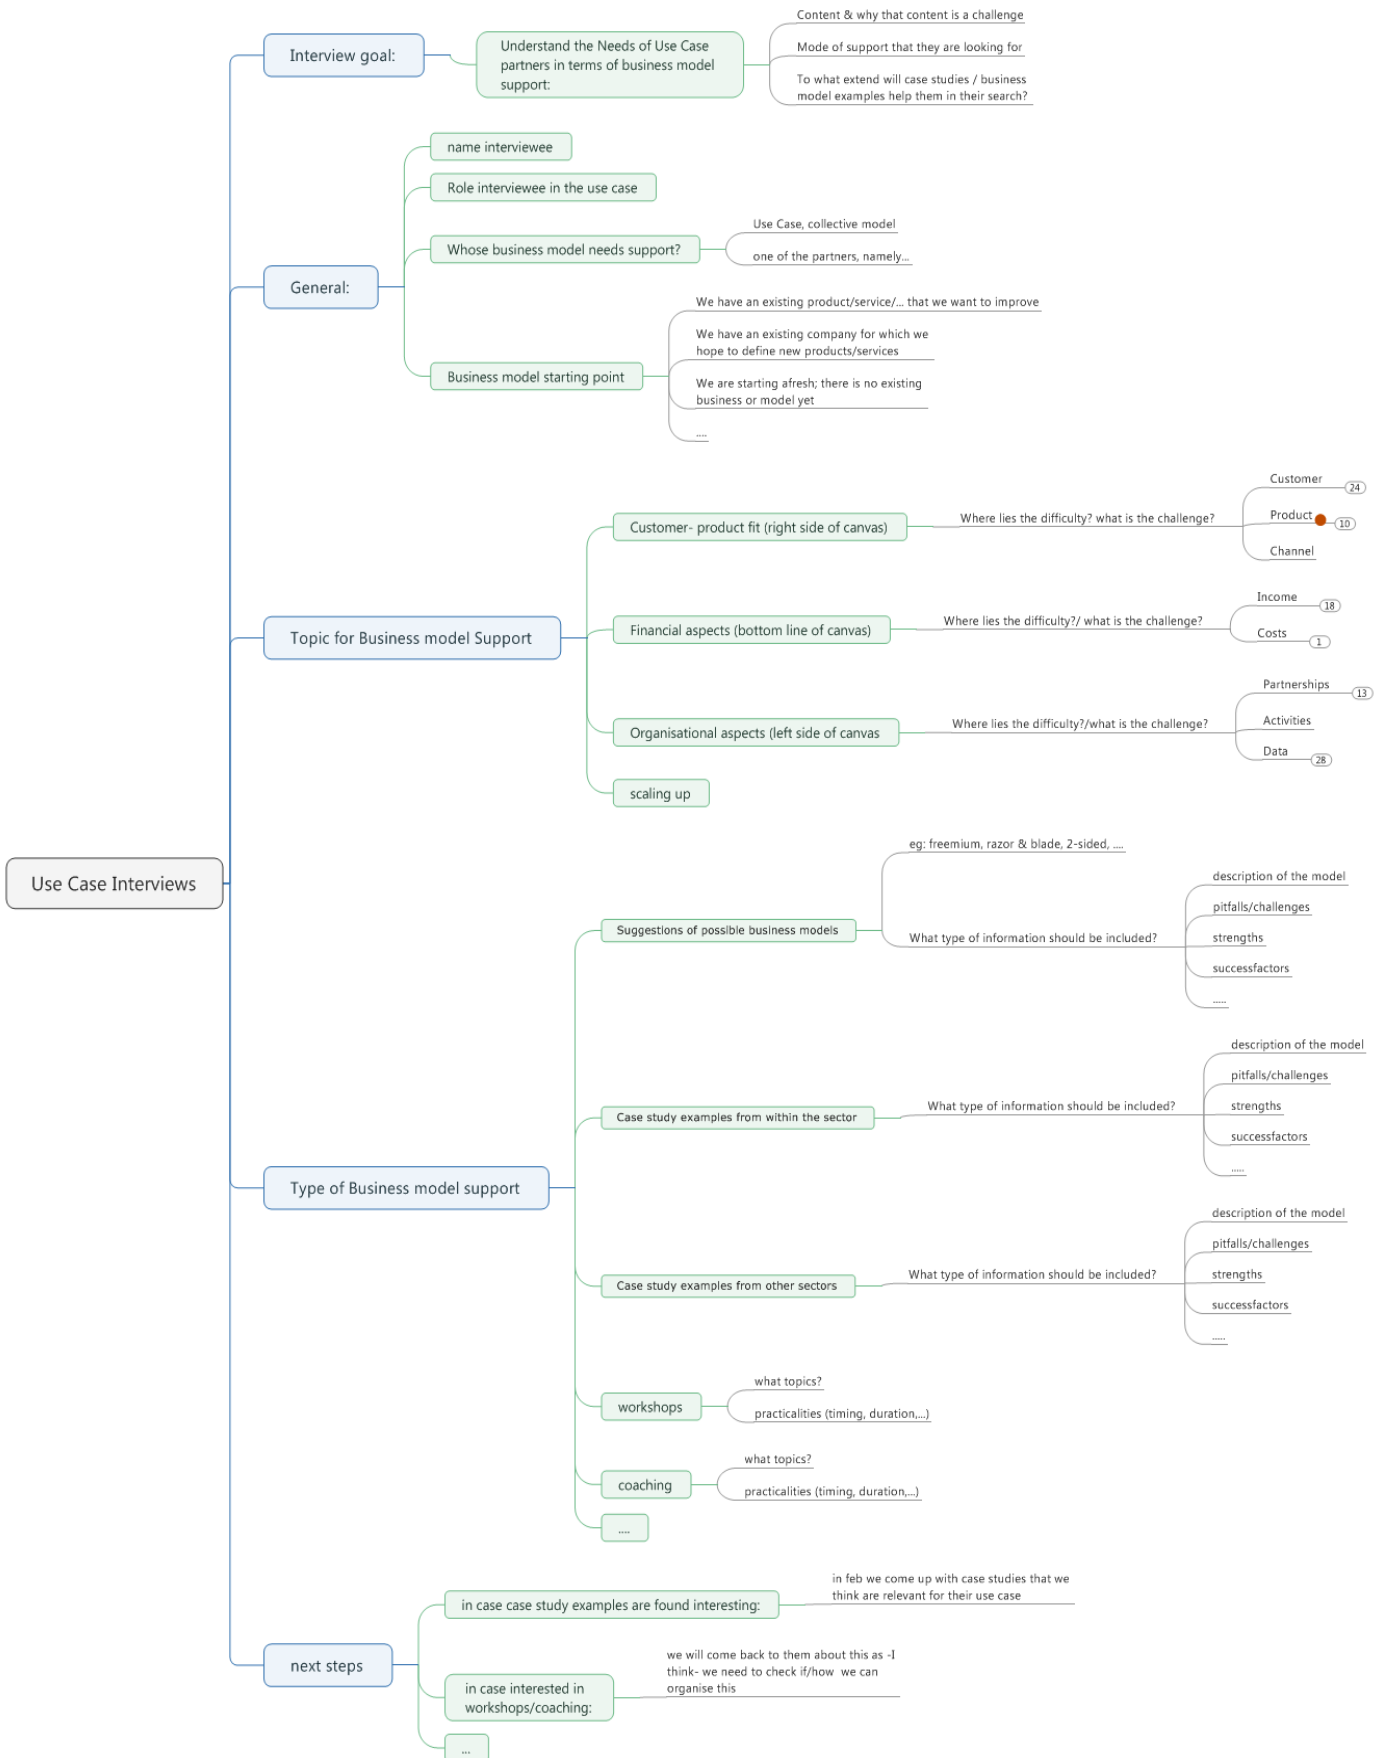 Use Case Interviews
Interview goal:
Understand the Needs of Use Case
partners in terms of business model
support:
Content & why that content is a challenge
Mode of support that they are looking for
To what extend will case studies / business
model examples help them in their search?
General:
name interviewee
Role interviewee in the use case
Whose business model needs support?
Use Case, collective model
one of the partners, namely...
Business model starting point
We have an existing product/service/... that we want to improve
We have an existing company for which we
hope to define new products/services
We are starting afresh; there is no existing
business or model yet
....
Topic for Business model Support
Customer- product fit (right side of canvas)
Where lies the difficulty? what is the challenge?
Customer
24
Product
10
Channel
Financial aspects (bottom line of canvas)
Where lies the difficulty?/ what is the challenge?
Income
18
Costs
1
Organisational aspects (left side of canvas
Where lies the difficulty?/what is the challenge?
Partnerships
13
Activities
Data
28
scaling up
Type of Business model support
Suggestions of possible business models
eg: freemium, razor & blade, 2-sided, ....
What type of information should be included?
description of the model
pitfalls/challenges
strengths
successfactors
.....
Case study examples from within the sector
What type of information should be included?
description of the model
pitfalls/challenges
strengths
successfactors
.....
Case study examples from other sectors
What type of information should be included?
description of the model
pitfalls/challenges
strengths
successfactors
.....
workshops
what topics?
practicalities (timing, duration,...)
coaching
what topics?
practicalities (timing, duration,...)
....
next steps
in case case study examples are found interesting:
in feb we come up with case studies that we
think are relevant for their use case
in case interested in
workshops/coaching:
we will come back to them about this as -I
think- we need to check if/how  we can
organise this
...